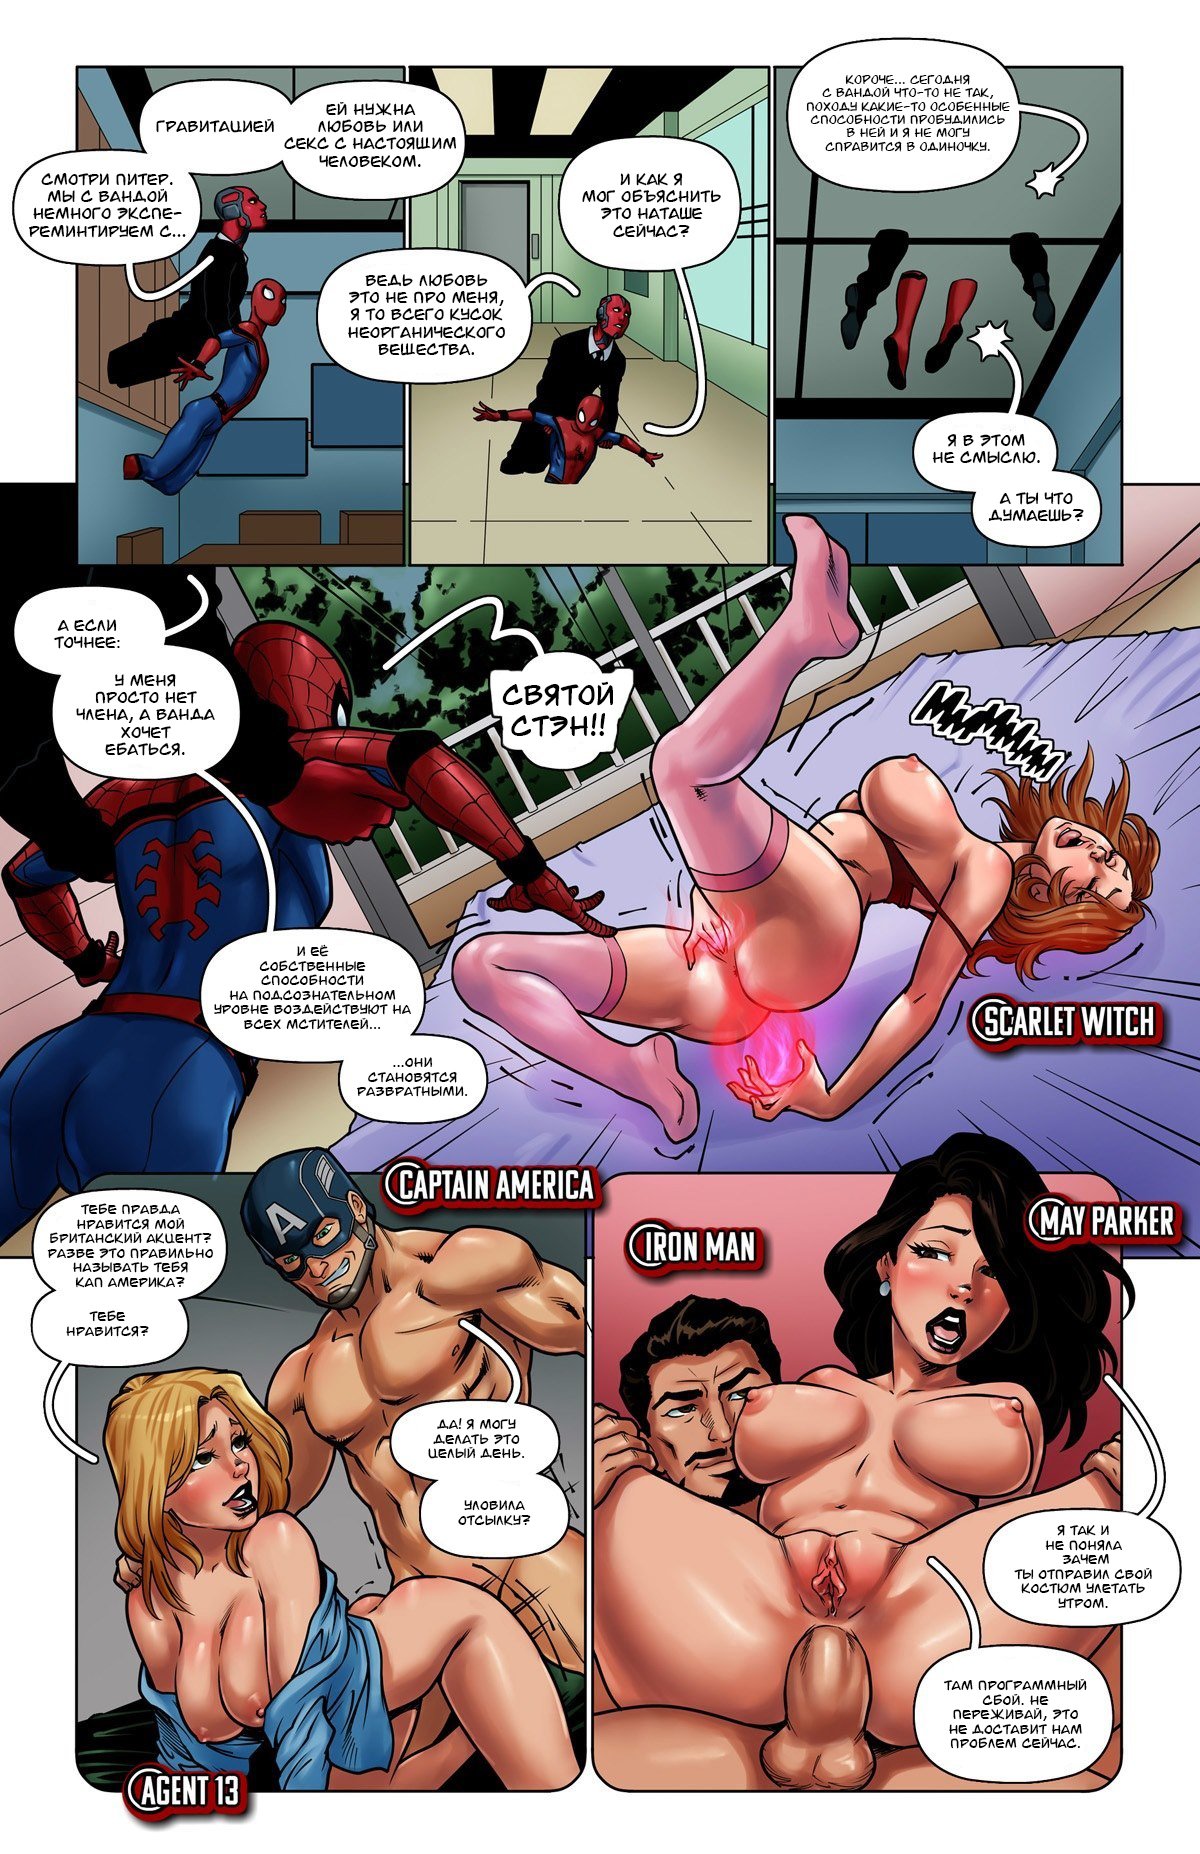 СМОТРИ ПИТЕР.
МЫ С ВАНДОЙ
НЕМНОГО ЭКСПЕ-
РЕМИНТИРУЕМ С...
ГРАВИТАЦИЕЙ
ЕЙ НУЖНА
ЛЮБОВЬ ИЛИ
СЕКС С НАСТОЯЩИМ
ЧЕЛОВЕКОМ.
ВЕДЬ ЛЮБОВЬ
ЭТО НЕ ПРО МЕНЯ,
Я ТО ВСЕГО КУСОК
НЕОРГАНИЧЕСКОГО
ВЕЩЕСТВА.
И КАК Я
МОГ ОБЪЯСНИТЬ
ЭТО НАТАШЕ
СЕЙЧАС?
КОРОЧЕ... СЕГОДНЯ
С ВАНДОЙ ЧТО-ТО НЕ ТАК,
ПОХОДУ КАКИЕ-ТО ОСОБЕННЫЕ
СПОСОБНОСТИ ПРОБУДИЛИСЬ
В НЕЙ И Я НЕ МОГУ
СПРАВИТСЯ В ОДИНОЧКУ.
Я В ЭТОМ
НЕ СМЫСЛЮ.
А ТЫ ЧТО
ДУМАЕШЬ?
А ЕСЛИ
ТОЧНЕЕ:
У МЕНЯ
ПРОСТО НЕТ
ЧЛЕНА, А ВАНДА
ХОЧЕТ
ЕБАТЬСЯ.
СВЯТОЙ
СТЭН!!
И ЕЁ
СОБСТВЕННЫЕ
СПОСОБНОСТИ
НА ПОДСОЗНАТЕЛЬНОМ
УРОВНЕ ВОЗДЕЙСТВУЮТ НА
ВСЕХ МСТИТЕЛЕЙ...
...ОНИ
СТАНОВЯТСЯ
РАЗВРАТНЫМИ.
SCARLET WITCH
CAPTAIN AMERICA
ТЕБЕ ПРАВДА
НРАВИТСЯ МОЙ
БРИТАНСКИЙ АКЦЕНТ?
РАЗВЕ ЭТО ПРАВИЛЬНО
НАЗЫВАТЬ ТЕБЯ
КАП АМЕРИКА?
ТЕБЕ
НРАВИТСЯ?
ДА! Я МОГУ
ДЕЛАТЬ ЭТО
ЦЕЛЫЙ ДЕНЬ.
УЛОВИЛА
ОТСЫЛКУ?
AGENT 13
IRON MAN
MAY PARKER
Я ТАК И
НЕ ПОНЯЛА
ЗАЧЕМ
ТЫ ОТПРАВИЛ СВОЙ
КОСТЮМ УЛЕТАТЬ
УТРОМ.
ТАМ ПРОГРАММНЫЙ
СБОЙ. НЕ
ПЕРЕЖИВАЙ, ЭТО
НЕ ДОСТАВИТ НАМ
ПРОБЛЕМ СЕЙЧАС.